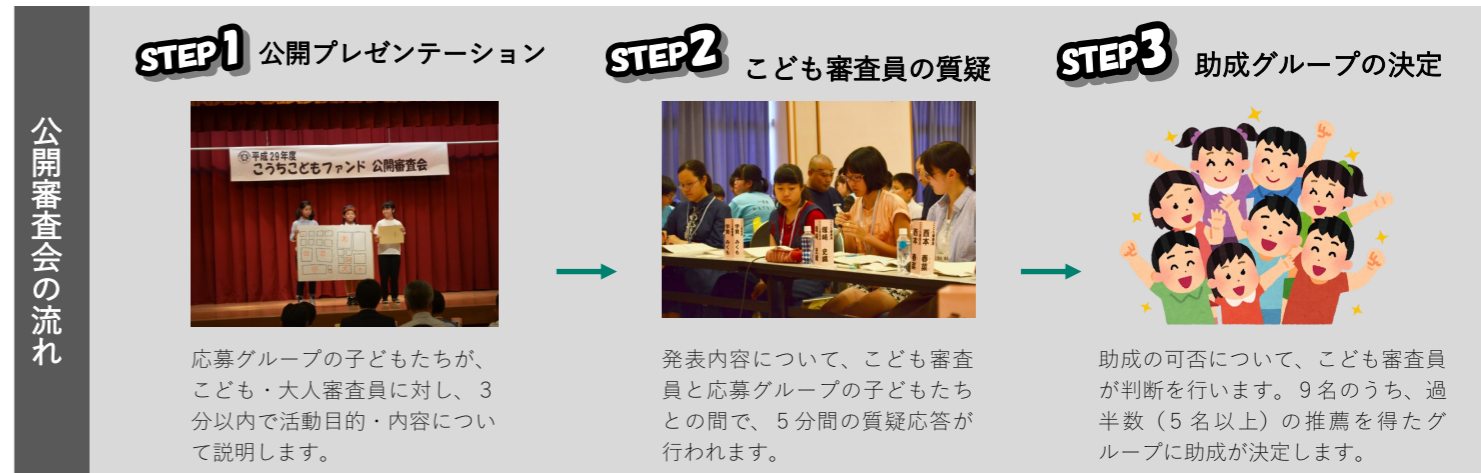 公開審査会の流れ
STEP1 公開プレゼンテーション
平成29年度
こうちこどもファンド 公開審査会
応募グループの子どもたちが、
こども・大人審査員に対し、3
分以内で活動目的・内容につい
て説明します。
STEP2 こども審査員の質疑
発表内容について、こども審査
員と応募グループの子どもたち
との間で、5分間の質疑応答が
行われます。
STEP3 助成グループの決定
助成の可否について、こども審査員
が判断を行います。9名のうち、過
半数（5名以上）の推薦を得たグ
ループに助成が決定します。